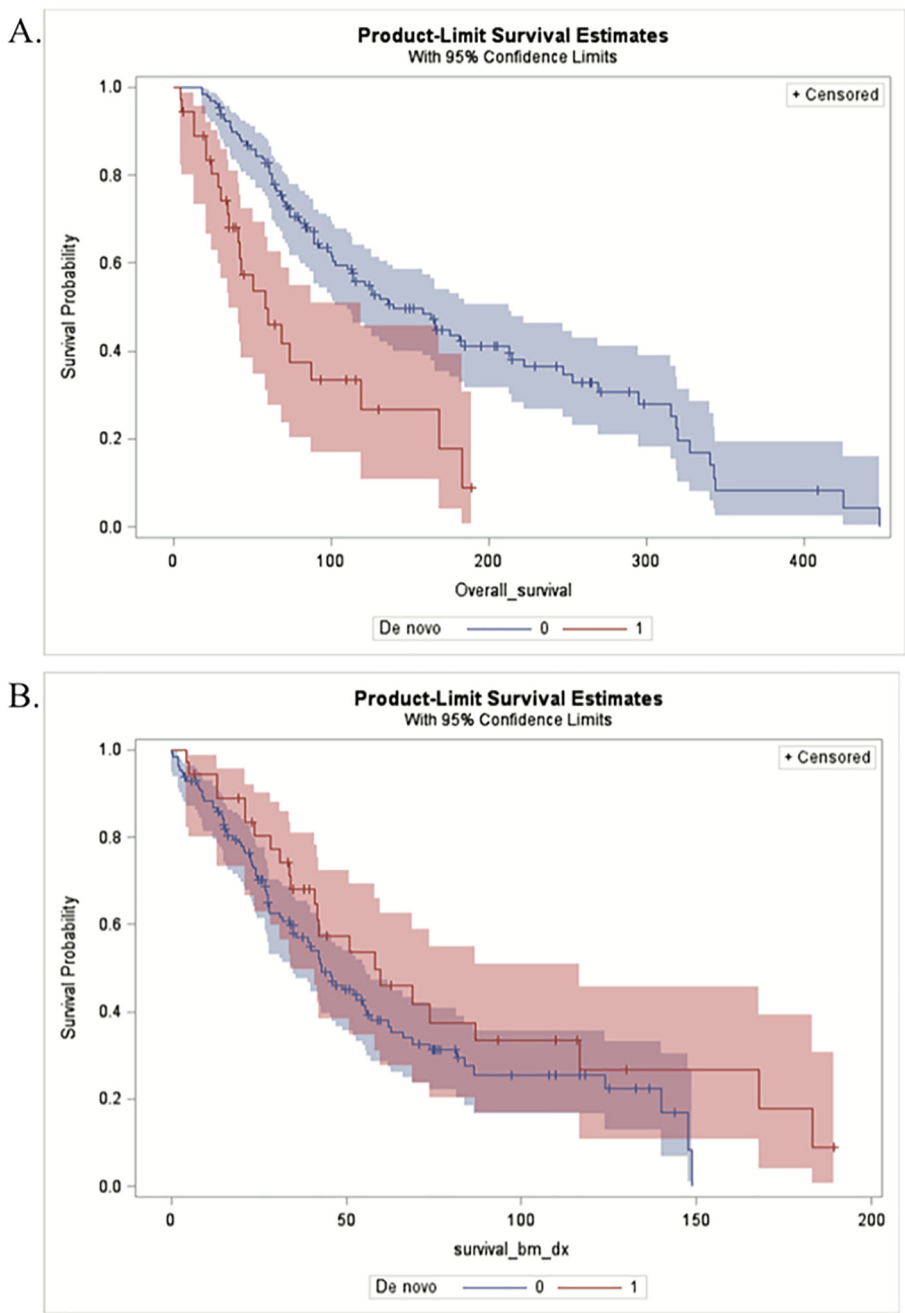 A.
Product-Limit Survival Estimates
With 95% Confidence Limits
+ Censored
1.0
0.8
0.6
0.4
0.2
0.0
Survival Probability
0 100 200 300 400
Overall_survival
De novo 0 1
B.
Product-Limit Survival Estimates
With 95% Confidence Limits
+ Censored
1.0
0.8
0.6
0.4
0.2
0.0
Survival Probability
0 50 100 150 200
survival_bm_dx
De novo 0 1